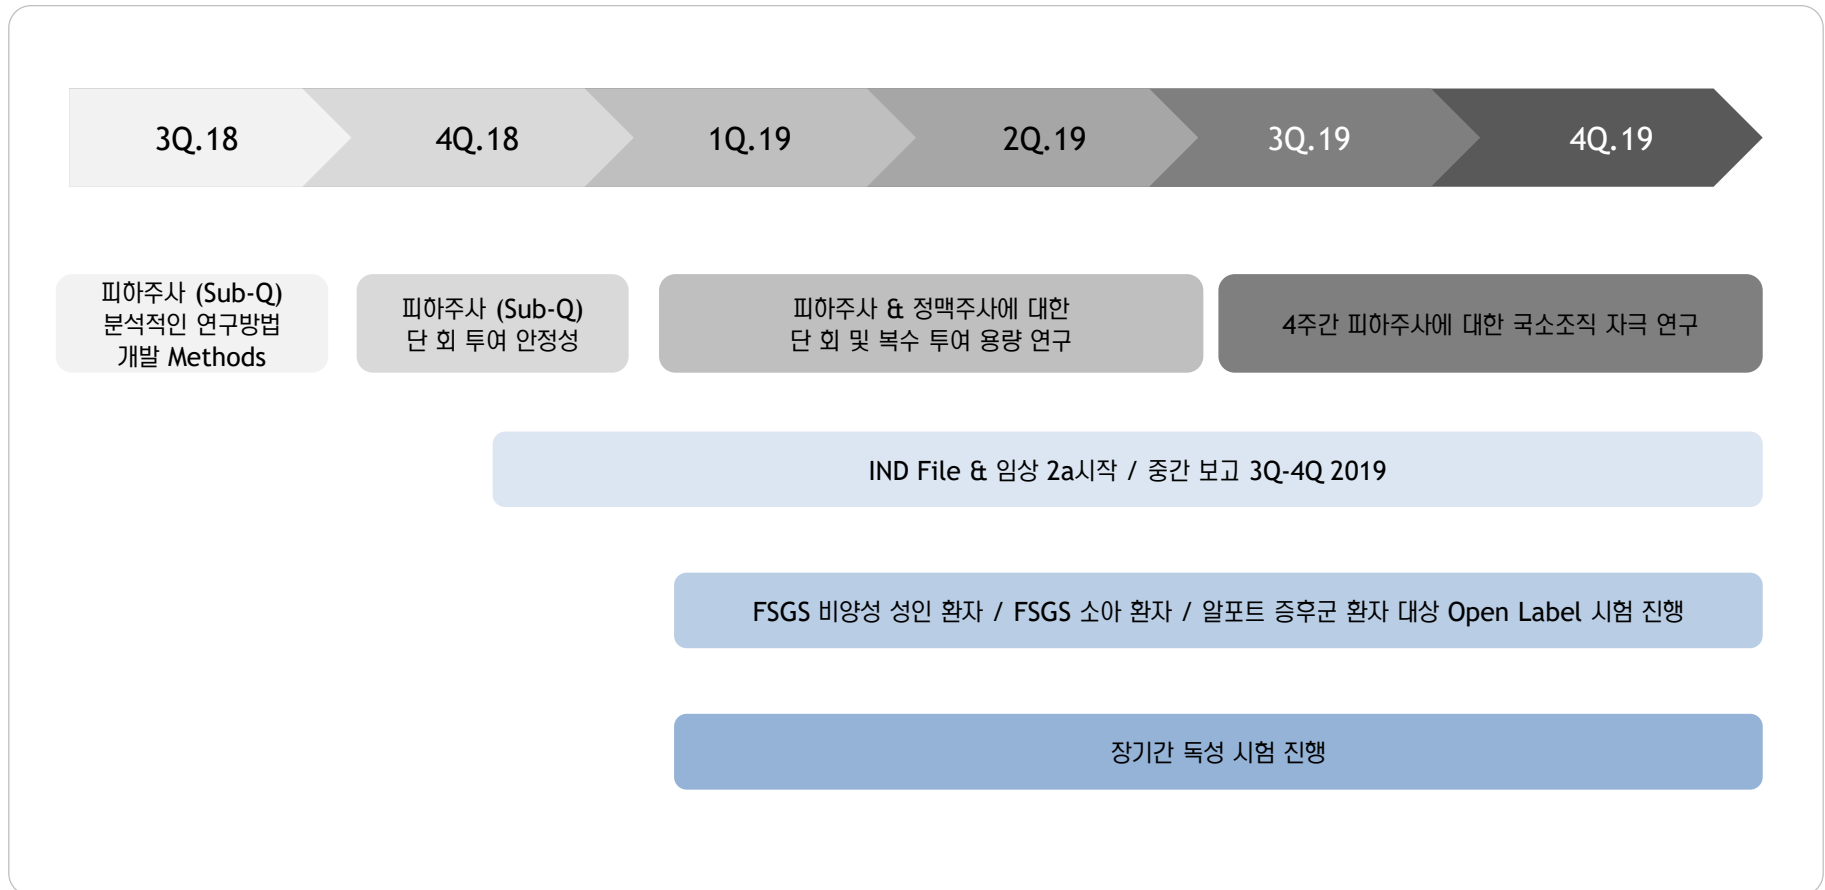 3Q.18
4Q.18
1Q.19
2Q.19
3Q.19
4Q.19
피하주사 (Sub-Q)
분석적인 연구방법
개발 Methods
피하주사 (Sub-Q)
단 회 투여 안정성
피하주사 & 정맥주사에 대한
단 회 및 복수 투여 용량 연구
4주간 피하주사에 대한 국소조직 자극 연구
IND File & 임상 2a시작 / 중간 보고 3Q-4Q 2019
FSGS 비양성 성인 환자 / FSGS 소아 환자 / 알포트 증후군 환자 대상 Open Label 시험 진행
장기간 독성 시험 진행